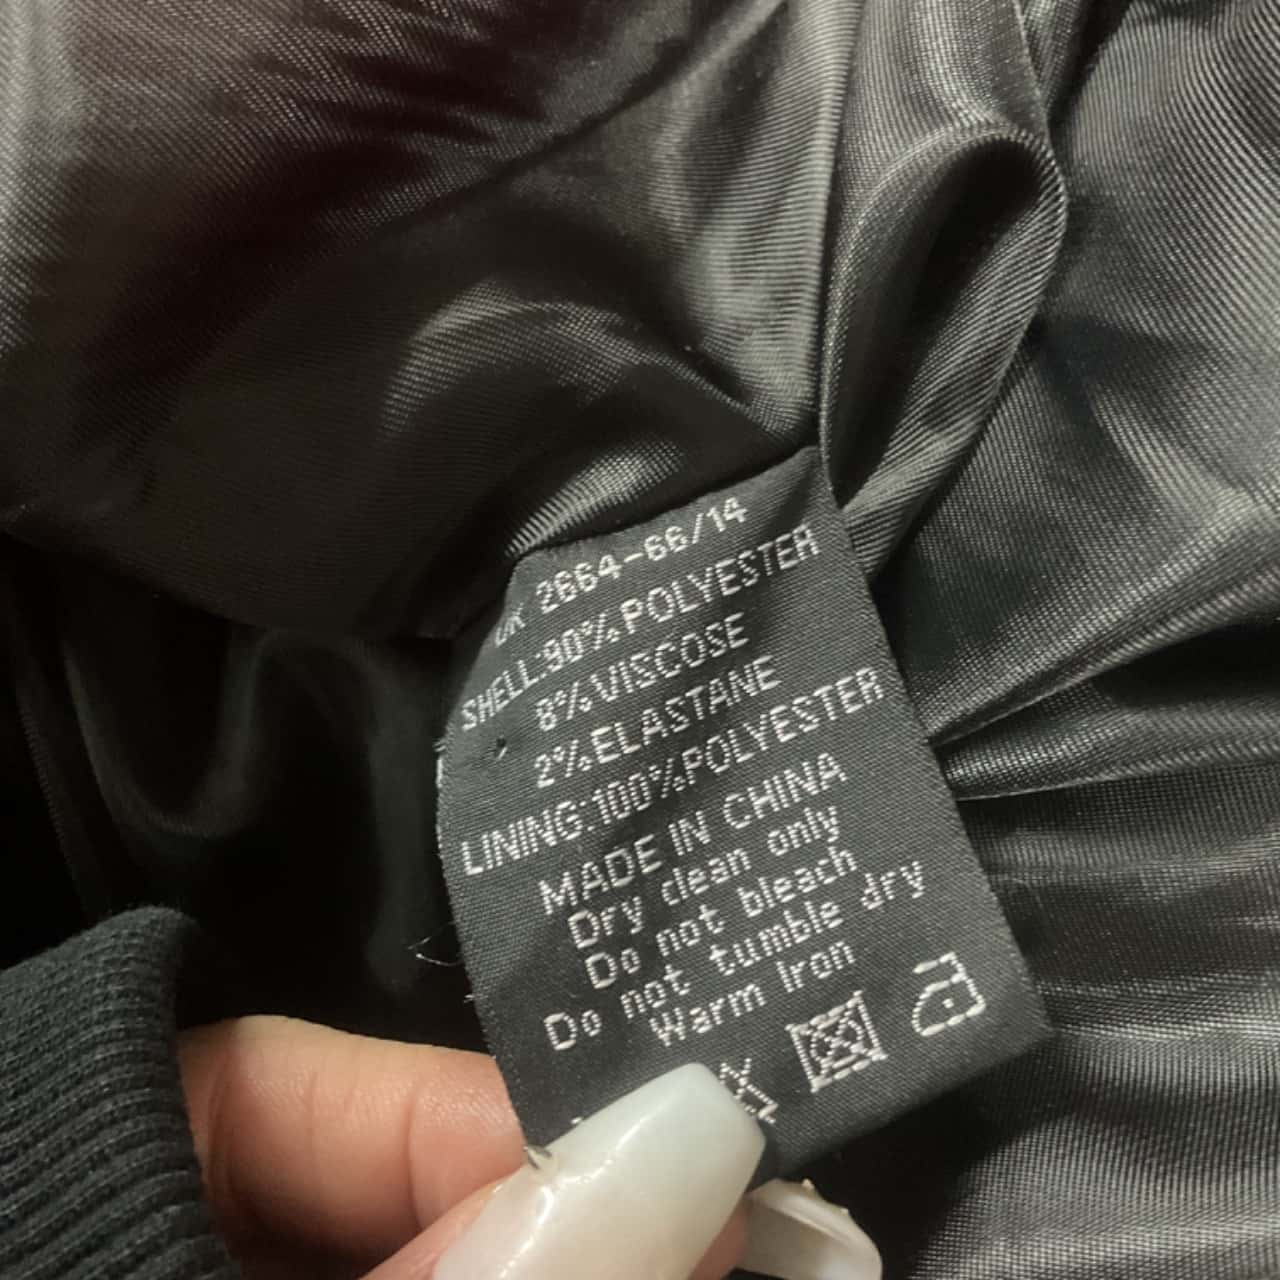 UK 2664-66/14
SHELL:90%POLYESTER
8%VISCOSE
2%ELASTANE
LINING:100%POLYESTER
MADE IN CHINA
Dry clean only
Do not bleach
Do not tumble dry
Warm Iron